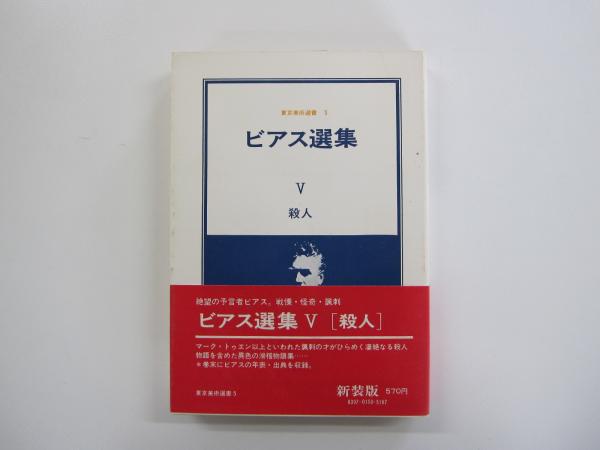 東京美術選書 5
ビアス選集
V
殺人
絶望の予言者ビアス。戦慄・怪奇・諷刺
ビアス選集 V [殺人]
マーク・トゥエン以上といわれた諷刺の才がひらめく凄絶なる殺人
物語を含めた異色の滑稽物語集……
＊巻末にビアスの年表・出典を収録。
東京美術選書5
新装版 570円
0397-0150-5187